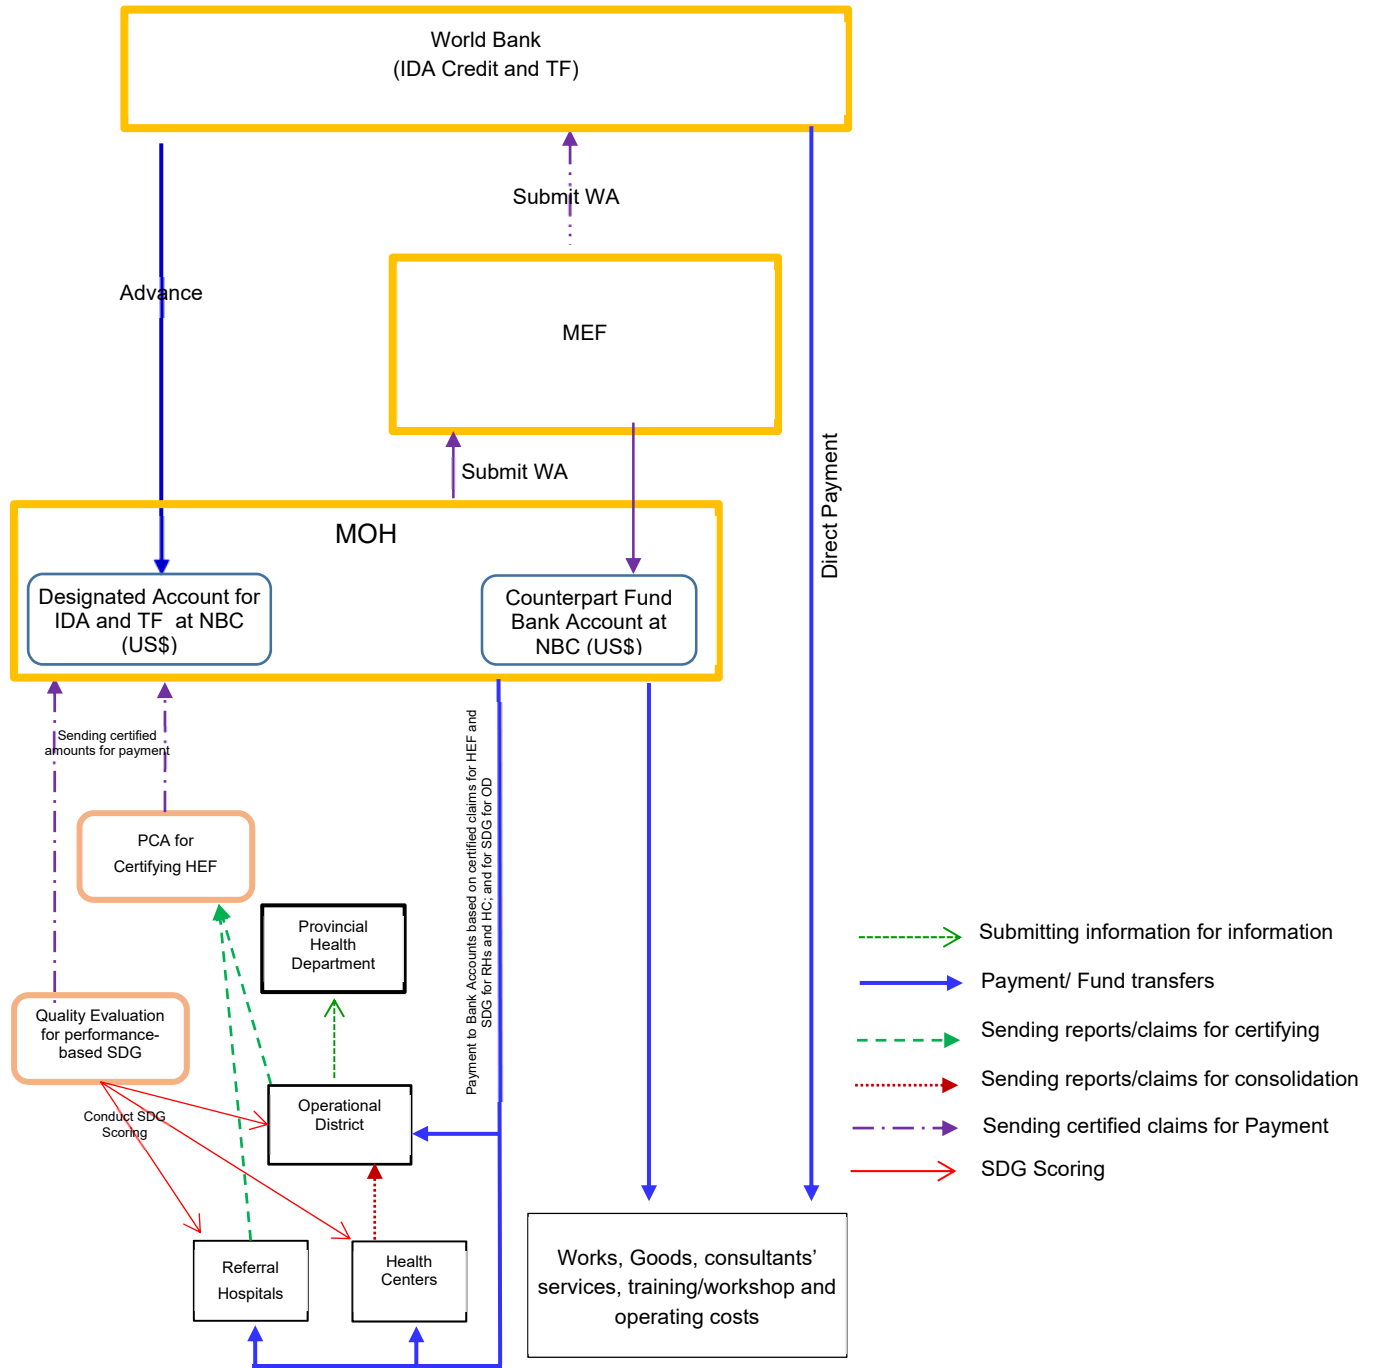 World Bank
(IDA Credit and TF)
Submit WA
Advance
MEF
Submit WA
Direct Payment
MOH
Designated Account for
IDA and TF at NBC
(US$)
Counterpart Fund
Bank Account at
NBC (US$)
Sending certified
amounts for payment
Payment to Bank Accounts based on certified claims for HEF and
SDG for RHs and HC; and for SDG for OD
PCA for
Certifying HEF
Provincial
Health
Department
Quality Evaluation
for performance-
based SDG
Operational
District
Conduct SDG
Scoring
Referral
Hospitals
Health
Centers
Works, Goods, consultants’
services, training/workshop and
operating costs
Submitting information for information
Payment/ Fund transfers
Sending reports/claims for certifying
Sending reports/claims for consolidation
Sending certified claims for Payment
SDG Scoring